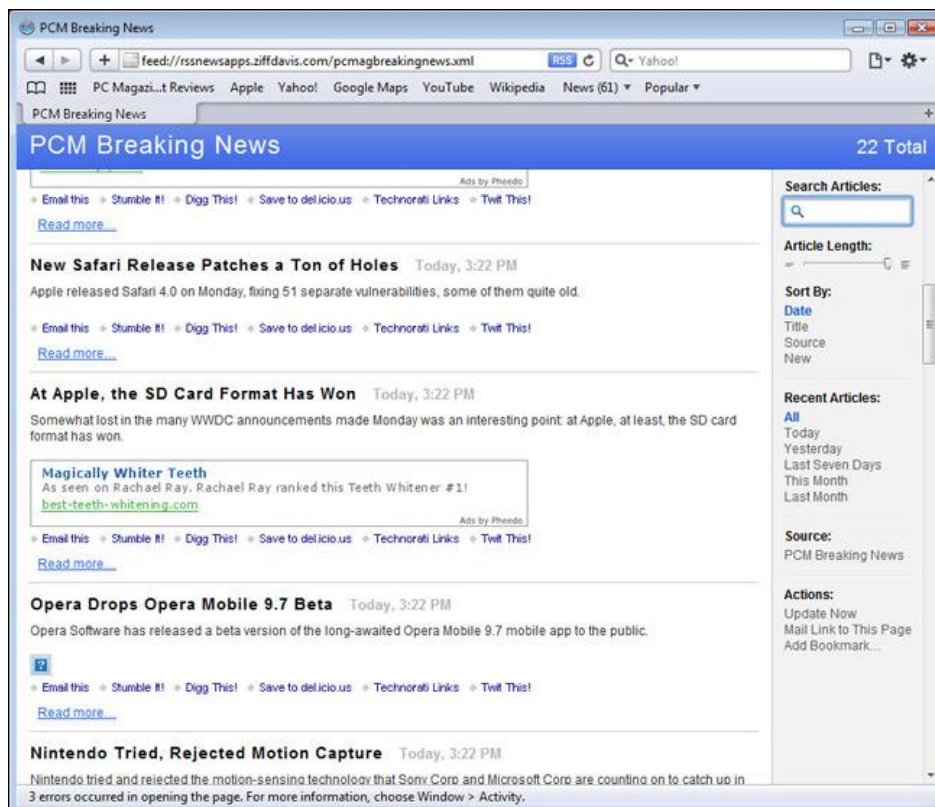 PCM Breaking News
feed://rssnewsapps.ziffdavis.com/pcmagbreakingnews.xml RSS Yahoo!
PC Magazi...t Reviews Apple Yahoo! Google Maps YouTube Wikipedia News (61) Popular
PCM Breaking News
PCM Breaking News 22 Total
Ads by Pheedo
Email this Stumble It! Digg This! Save to del.icio.us Technorati Links Twit This!
Read more...
New Safari Release Patches a Ton of Holes Today, 3:22 PM
Apple released Safari 4.0 on Monday, fixing 51 separate vulnerabilities, some of them quite old.
Email this Stumble It! Digg This! Save to del.icio.us Technorati Links Twit This!
Read more...
At Apple, the SD Card Format Has Won Today, 3:22 PM
Somewhat lost in the many WWDC announcements made Monday was an interesting point: at Apple, at least, the SD card
format has won.
Magically Whiter Teeth
As seen on Rachael Ray. Rachael Ray ranked this Teeth Whitener #1!
best-teeth-whitening.com
Ads by Pheedo
Email this Stumble It! Digg This! Save to del.icio.us Technorati Links Twit This!
Read more...
Opera Drops Opera Mobile 9.7 Beta Today, 3:22 PM
Opera Software has released a beta version of the long-awaited Opera Mobile 9.7 mobile app to the public.
?
Email this Stumble It! Digg This! Save to del.icio.us Technorati Links Twit This!
Read more...
Nintendo Tried, Rejected Motion Capture Today, 3:22 PM
Nintendo tried and rejected the motion-sensing technology that Sony Corp and Microsoft Corp are counting on to catch up in
Search Articles:
Article Length:
Sort By:
Date
Title
Source
New
Recent Articles:
All
Today
Yesterday
Last Seven Days
This Month
Last Month
Source:
PCM Breaking News
Actions:
Update Now
Mail Link to This Page
Add Bookmark...
3 errors occurred in opening the page. For more information, choose Window > Activity.